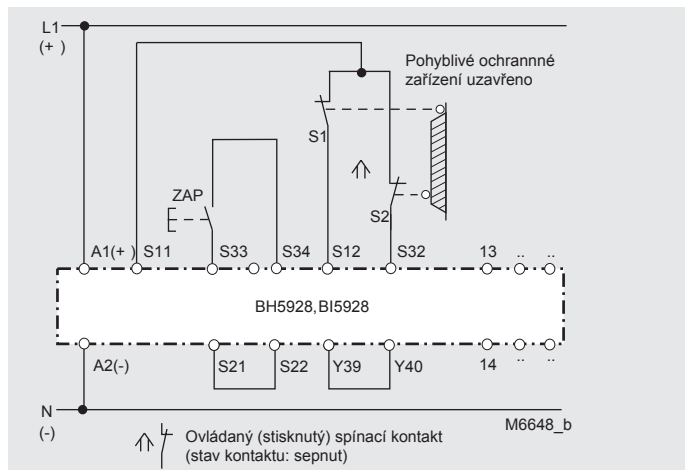 L1
(+ )
Pohyblivé ochrannné
zařízení uzavřeno
S1
ZAP
S2
A1(+ ) S11 S33 S34 S12 S32 13 .. ..
BH5928,BI5928
A2(-) S21 S22 Y39 Y40 14 .. ..
N
(-)
M6648_b
Ovládaný (stisknutý) spínací kontakt
(stav kontaktu: sepnut)